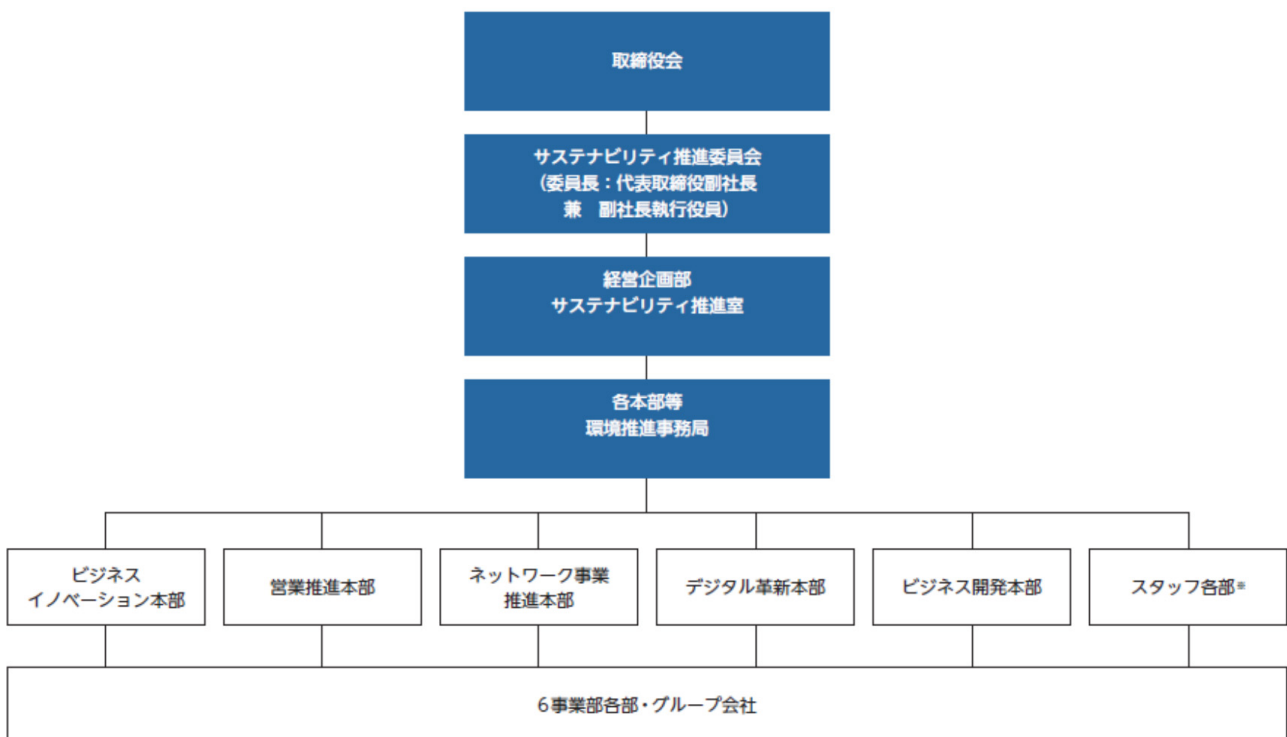 取締役会
サステナビリティ推進委員会
（委員長：代表取締役副社長
兼　副社長執行役員）
経営企画部
サステナビリティ推進室
各本部等
環境推進事務局
ビジネス
イノベーション本部
営業推進本部
ネットワーク事業
推進本部
デジタル革新本部
ビジネス開発本部
スタッフ各部※
6事業部各部・グループ会社